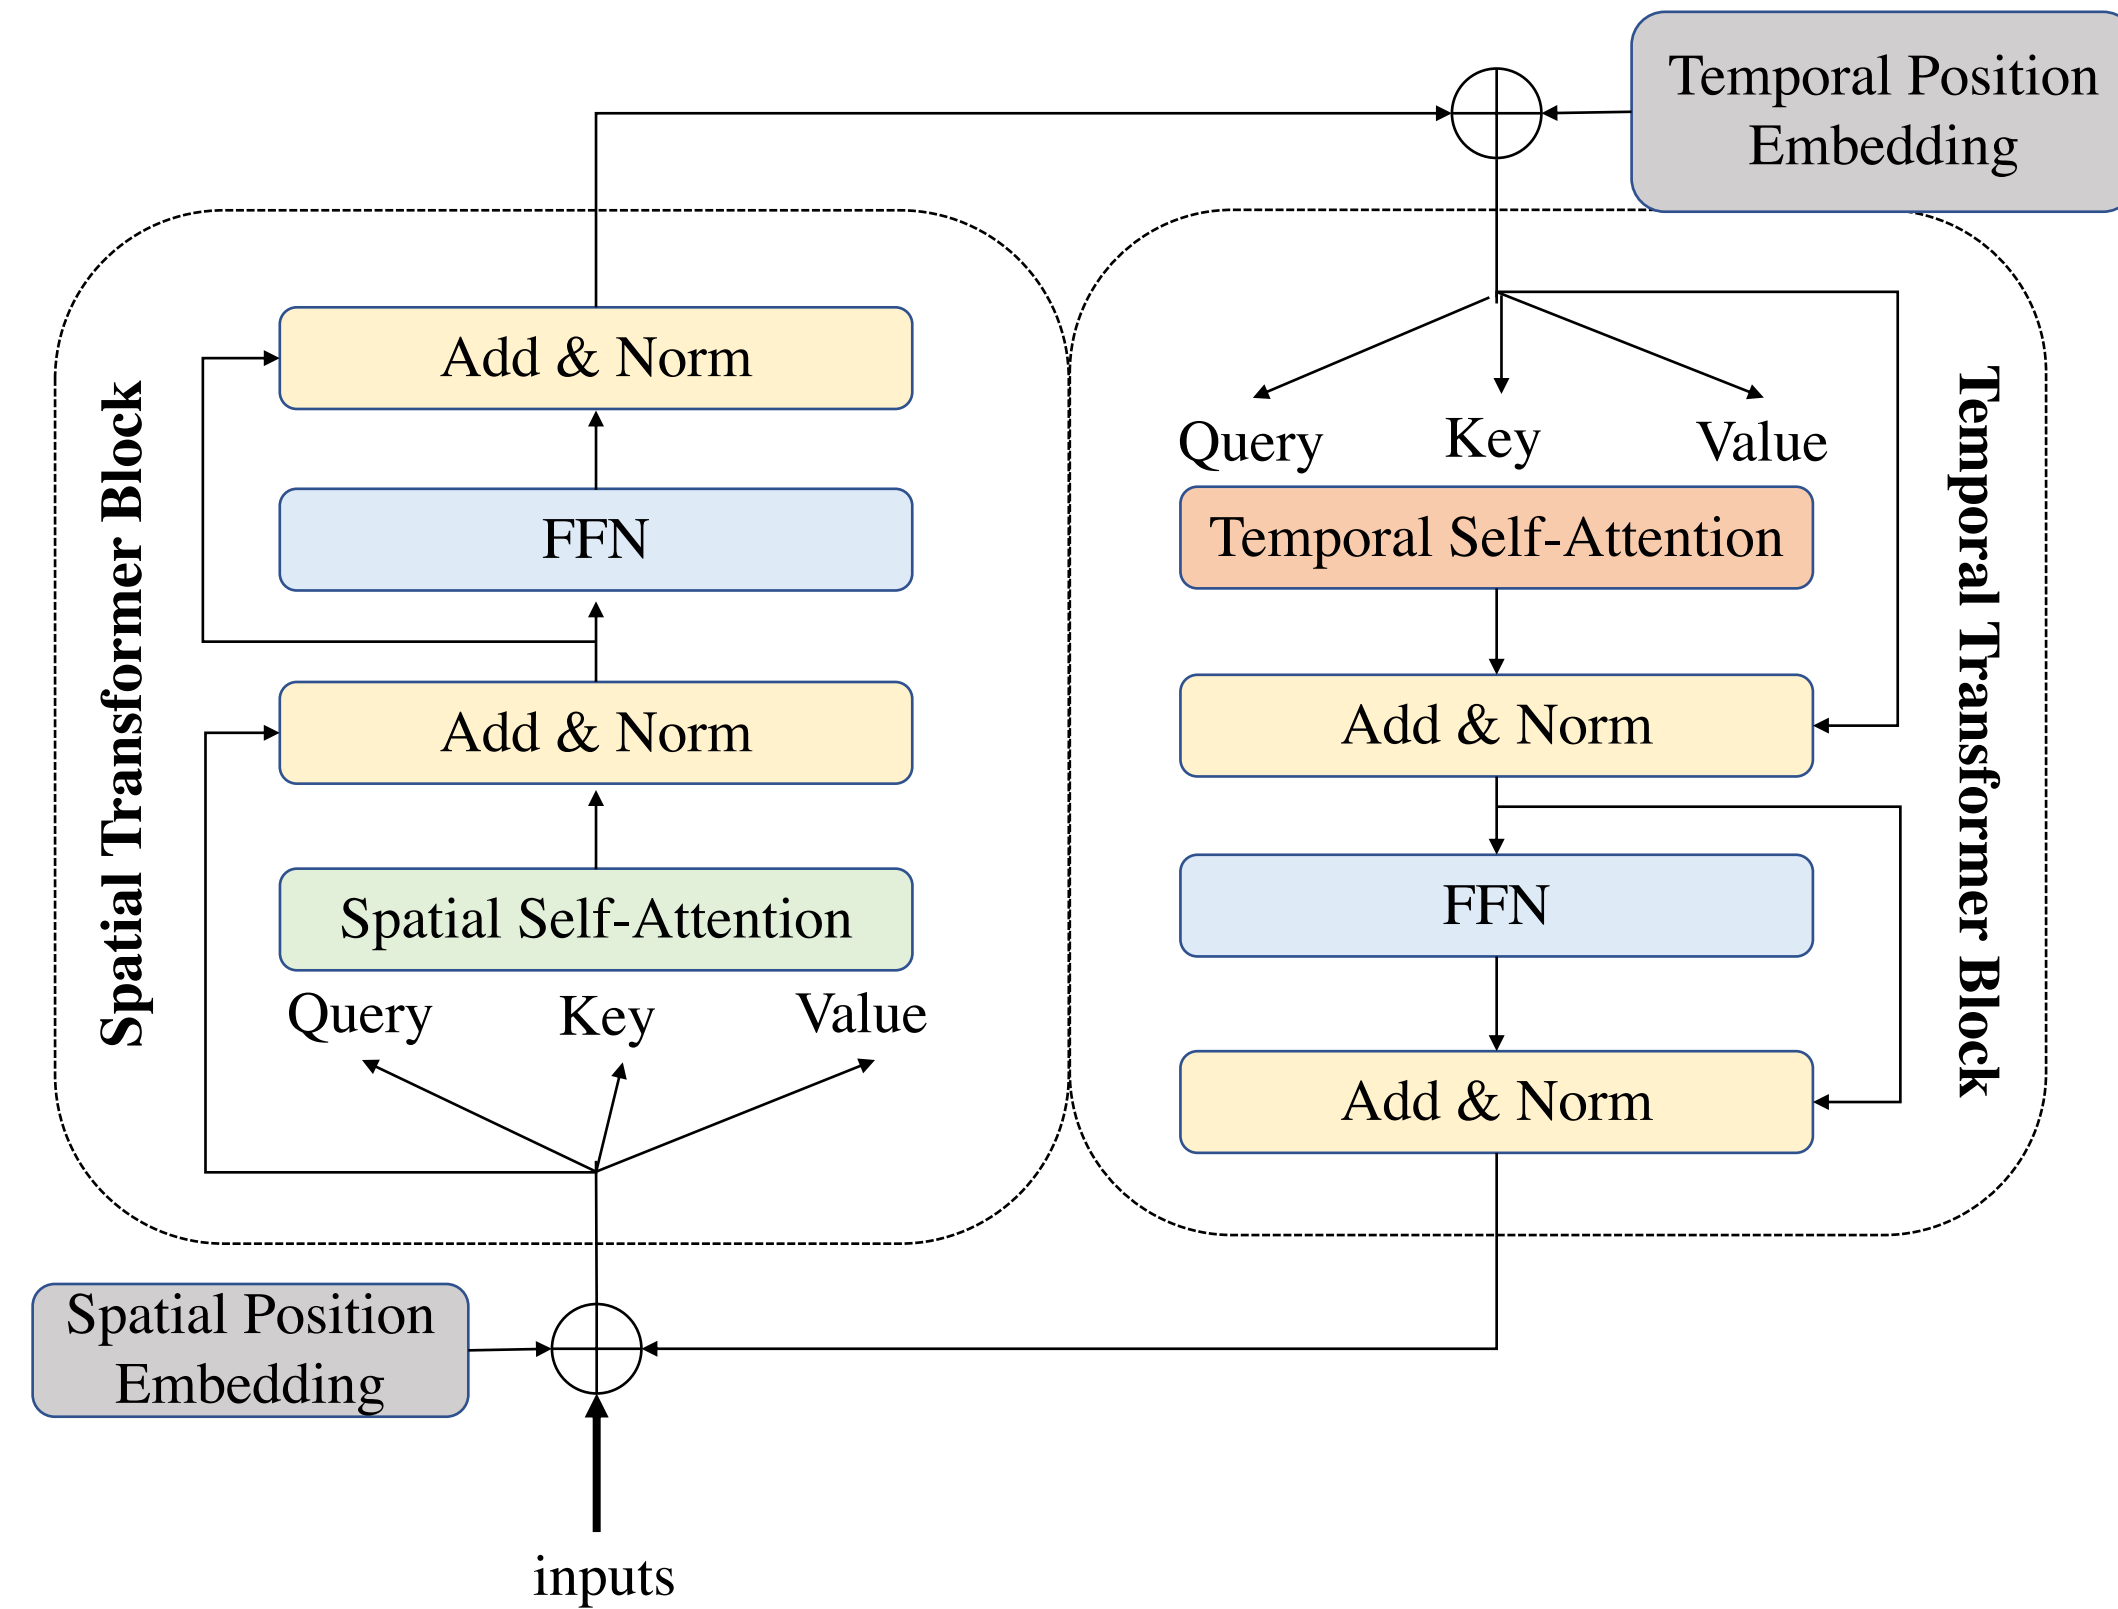 Temporal Position
Embedding
Spatial Transformer Block
Add & Norm
FFN
Add & Norm
Spatial Self-Attention
Query Key Value
Query Key Value
Temporal Self-Attention
Add & Norm
FFN
Add & Norm
Temporal Transformer Block
Spatial Position
Embedding
inputs